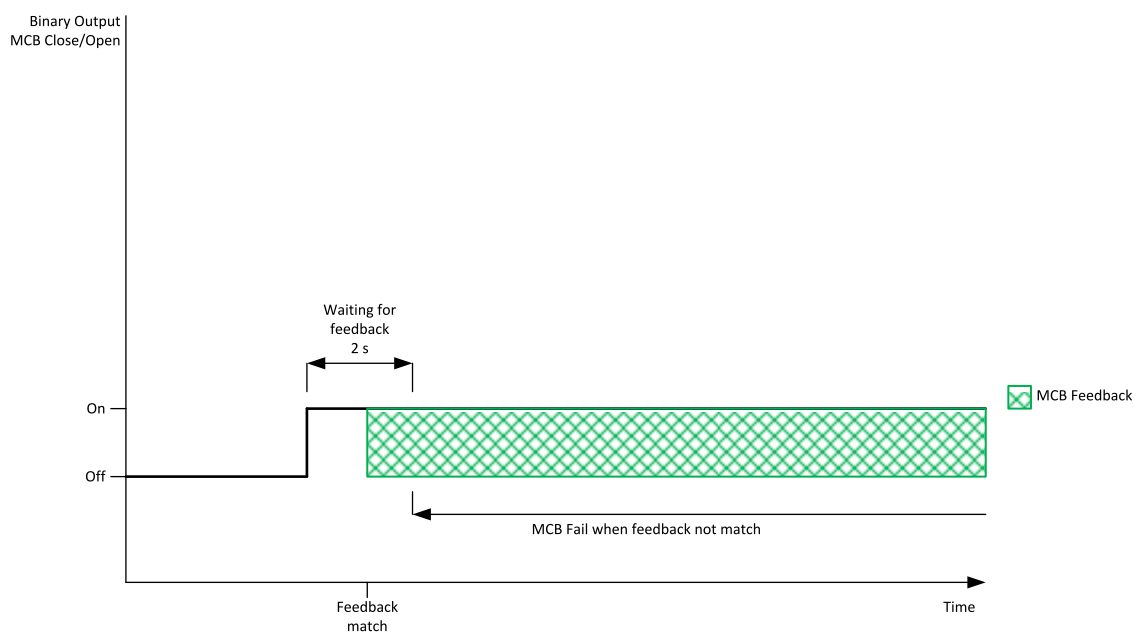 Binary Output
MCB Close/Open
Waiting for
feedback
2 s
On
MCB Feedback
Off
MCB Fail when feedback not match
Feedback
match
Time